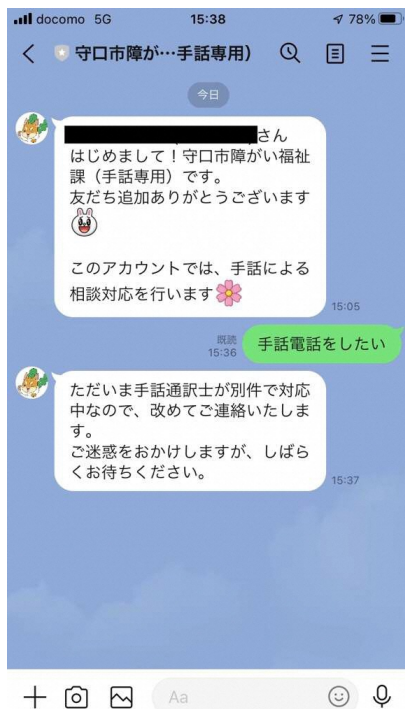 docomo 5G
15:38
78%
守口市障が…手話専用）
今日
さん
はじめまして！守口市障がい福祉
課（手話専用）です。
友だち追加ありがとうございます
このアカウントでは、手話による
相談対応を行います
15:05
既読
15:36
手話電話をしたい
ただいま手話通訳士が別件で対応
中なので、改めてご連絡いたしま
す。
ご迷惑をおかけしますが、しばら
くお待ちください。
15:37
Aa